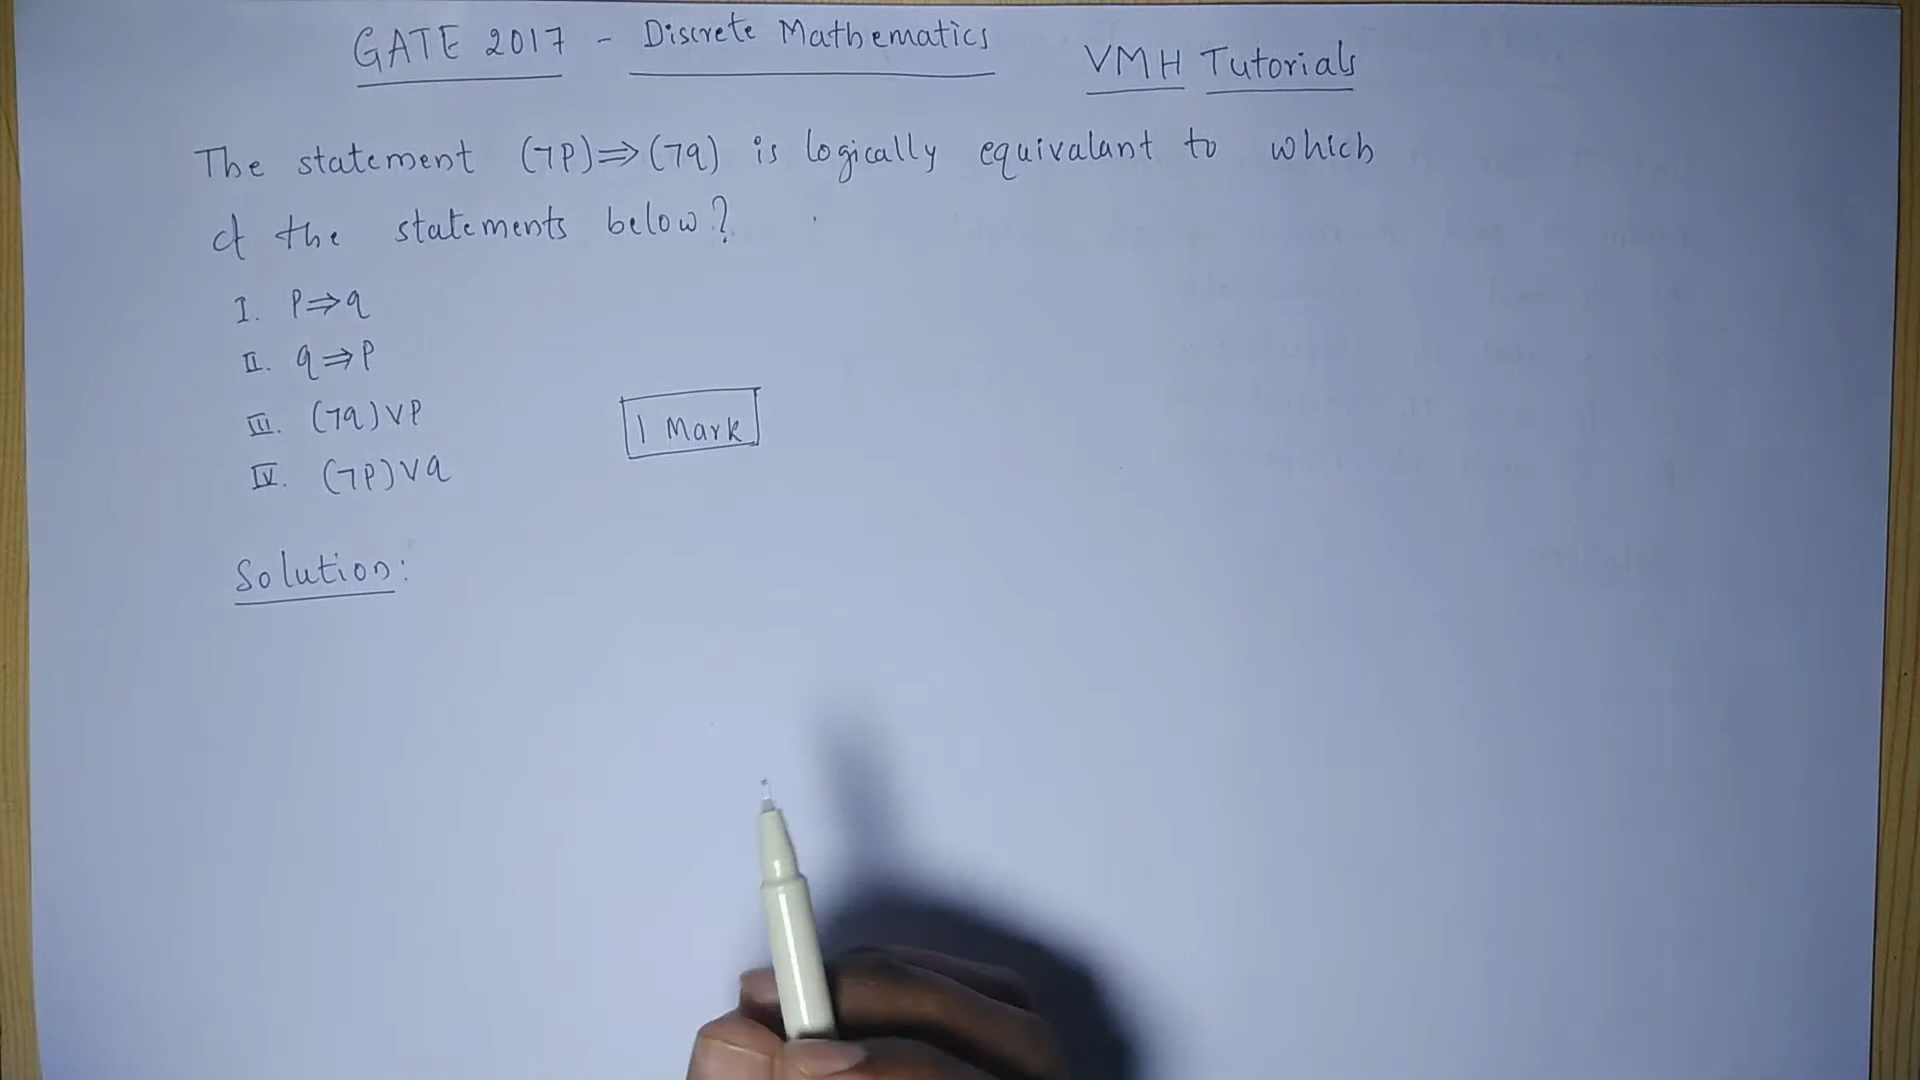 GATE 2017 - Discrete Mathematics VMH Tutorials
The statement (¬P)⇒(¬q) is logically equivalant to which
of the statements below?
I. P⇒q
II. q⇒P
III. (¬q)∨P
IV. (¬P)∨q
1 Mark
Solution: